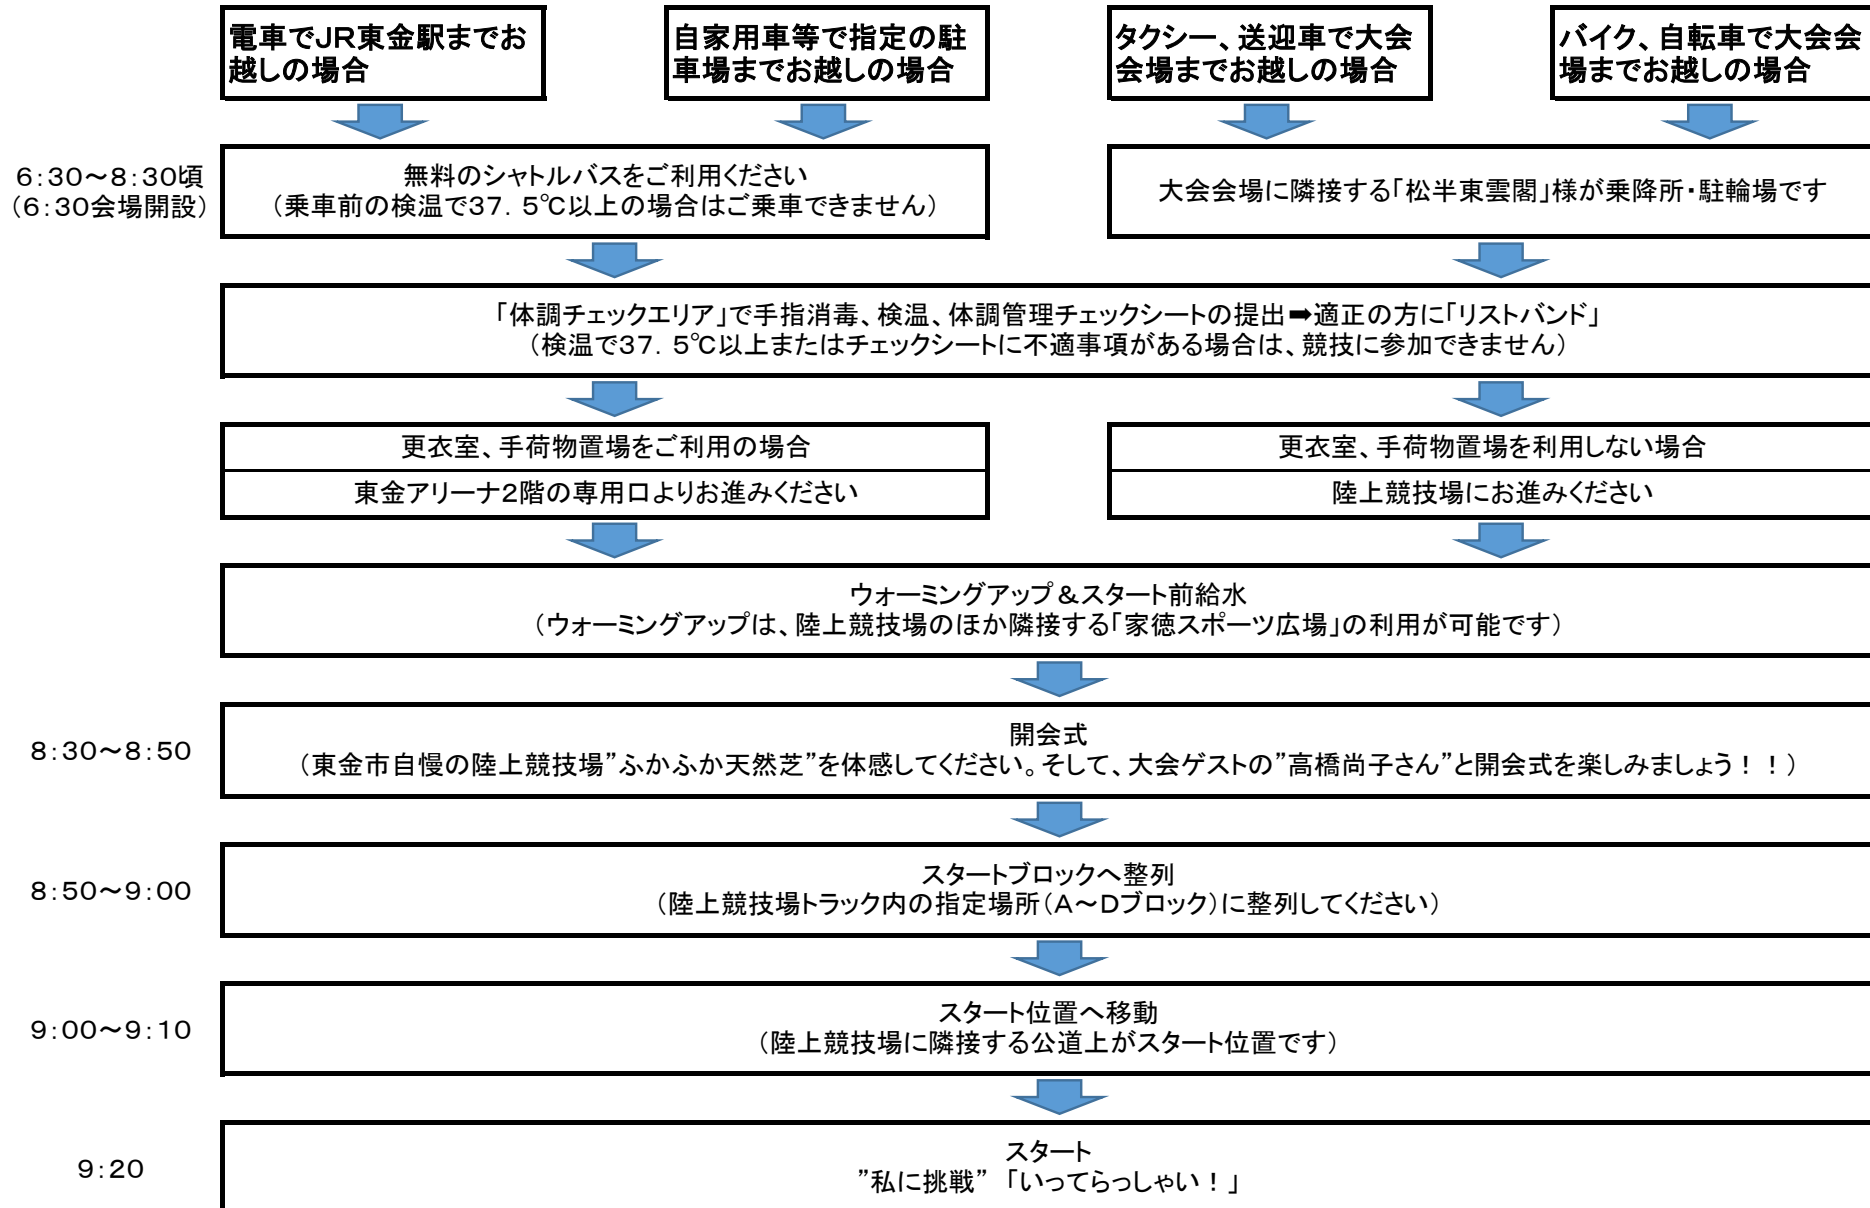 電車でJR東金駅までお
越しの場合
自家用車等で指定の駐
車場までお越しの場合
タクシー、送迎車で大会
会場までお越しの場合
バイク、自転車で大会会
場までお越しの場合
6:30～8:30頃
(6:30会場開設)
無料のシャトルバスをご利用ください
(乗車前の検温で37．5℃以上の場合はご乗車できません)
大会会場に隣接する「松半東雲閣」様が乗降所・駐輪場です
「体調チェックエリア」で手指消毒、検温、体調管理チェックシートの提出➡適正の方に「リストバンド」
(検温で37．5℃以上またはチェックシートに不適事項がある場合は、競技に参加できません)
更衣室、手荷物置場をご利用の場合
東金アリーナ2階の専用口よりお進みください
更衣室、手荷物置場を利用しない場合
陸上競技場にお進みください
ウォーミングアップ＆スタート前給水
(ウォーミングアップは、陸上競技場のほか隣接する「家徳スポーツ広場」の利用が可能です)
8:30～8:50
開会式
(東金市自慢の陸上競技場”ふかふか天然芝”を体感してください。そして、大会ゲストの”高橋尚子さん”と開会式を楽しみましょう！！)
8:50～9:00
スタートブロックへ整列
(陸上競技場トラック内の指定場所(A～Dブロック)に整列してください)
9:00～9:10
スタート位置へ移動
(陸上競技場に隣接する公道上がスタート位置です)
9:20
スタート
”私に挑戦” 「いってらっしゃい！」